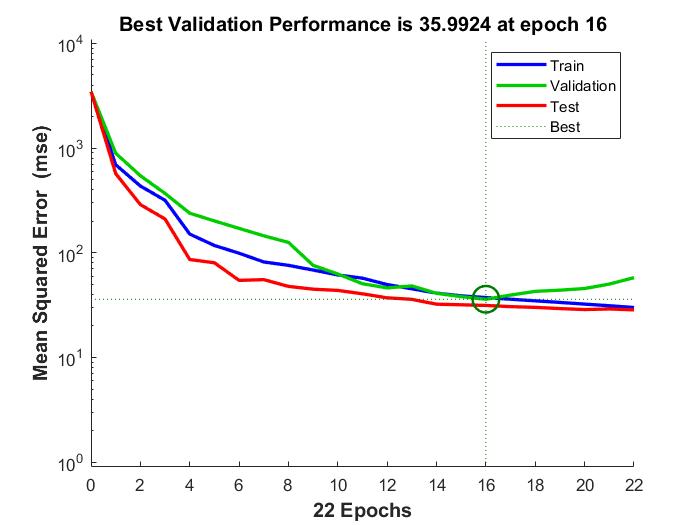 Best Validation Performance is 35.9924 at epoch 16
10^4
10^3
10^2
10^1
10^0
Mean Squared Error (mse)
Train
Validation
Test
Best
0 2 4 6 8 10 12 14 16 18 20 22
22 Epochs